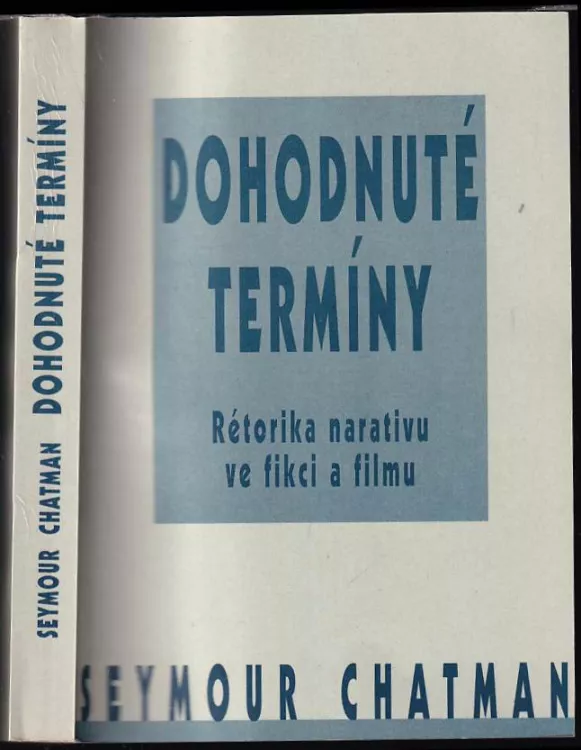 SEYMOUR CHATMAN DOHODNUTÉ TERMÍNY
DOHODNUTÉ
TERMÍNY
Rétorika narativu
ve fikci a filmu
SEYMOUR CHATMAN